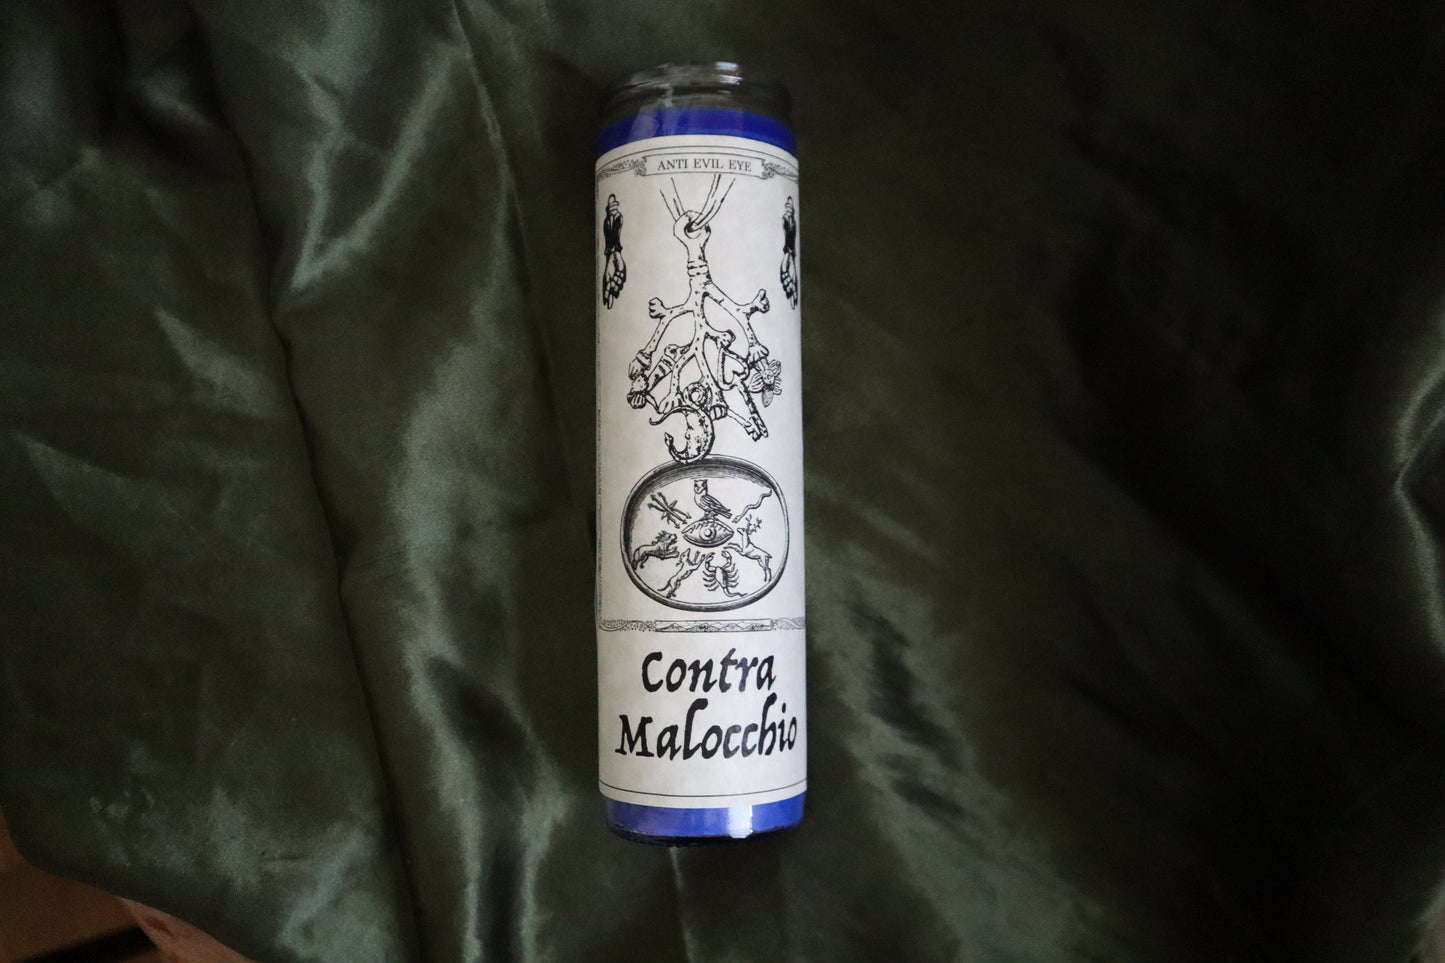 ANTI EVIL EYE
Contra
Malocchio